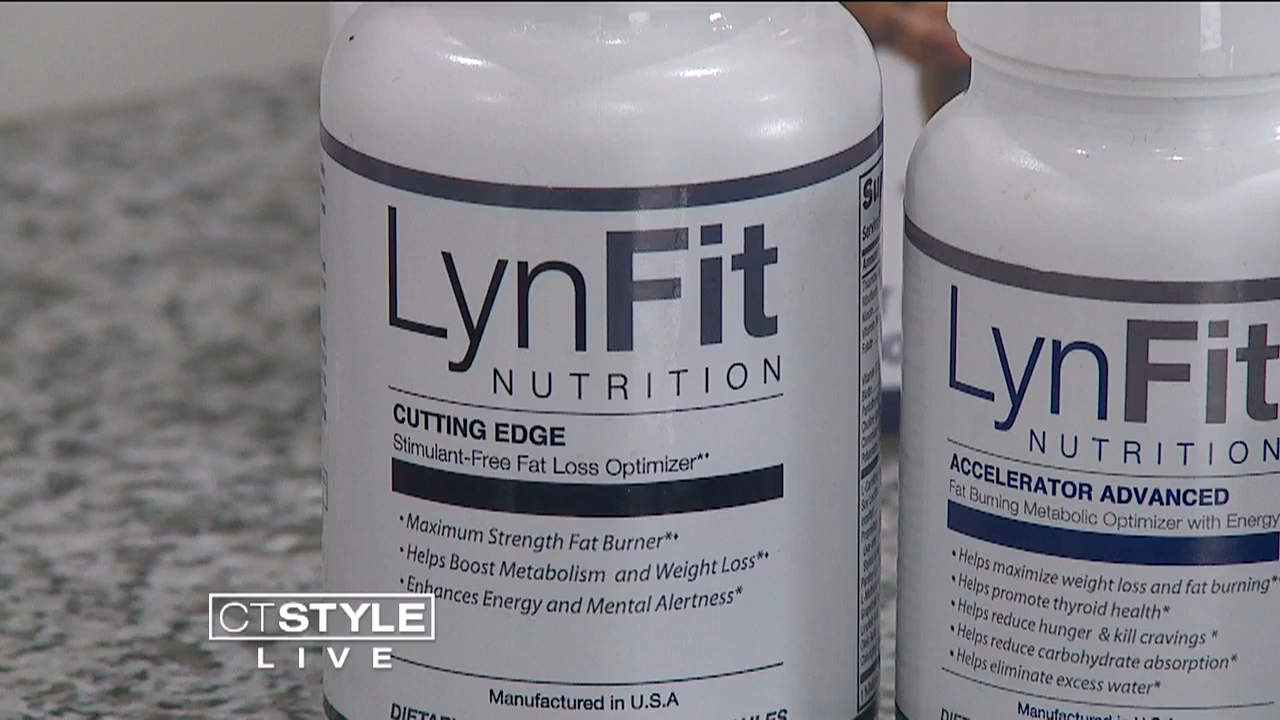 LynFit
NUTRITION
CUTTING EDGE
Stimulant-Free Fat Loss Optimizer**
• Maximum Strength Fat Burner**
• Helps Boost Metabolism and Weight Loss**
• Enhances Energy and Mental Alertness*
Manufactured in U.S.A
LynFit
NUTRITION
ACCELERATOR ADVANCED
Fat Burning Metabolic Optimizer with Energy
• Helps maximize weight loss and fat burning*
• Helps promote thyroid health*
• Helps reduce hunger & kill cravings *
• Helps reduce carbohydrate absorption*
• Helps eliminate excess water*
CT STYLE
LIVE